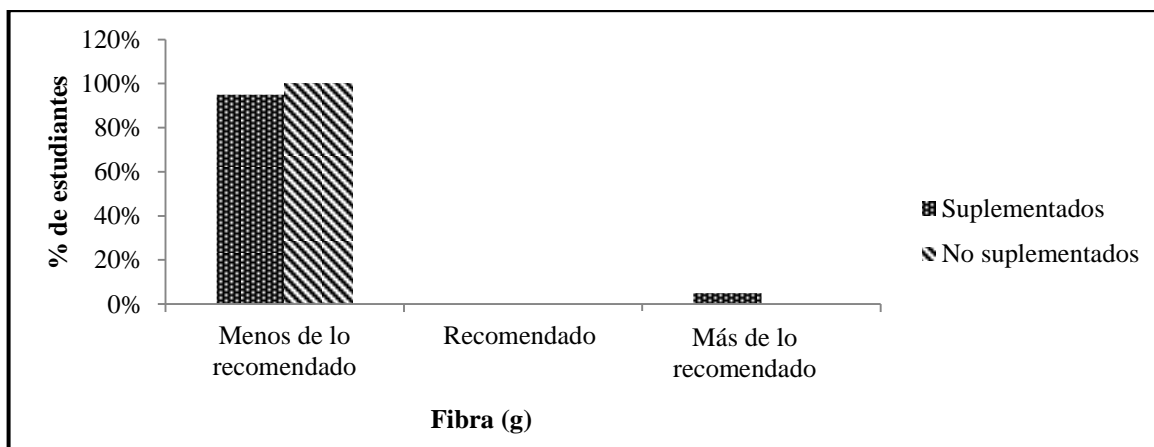 120%
100%
80%
60%
40%
20%
0%
% de estudiantes
Menos de lo
recomendado
Recomendado
Más de lo
recomendado
Fibra (g)
Suplementados
No suplementados